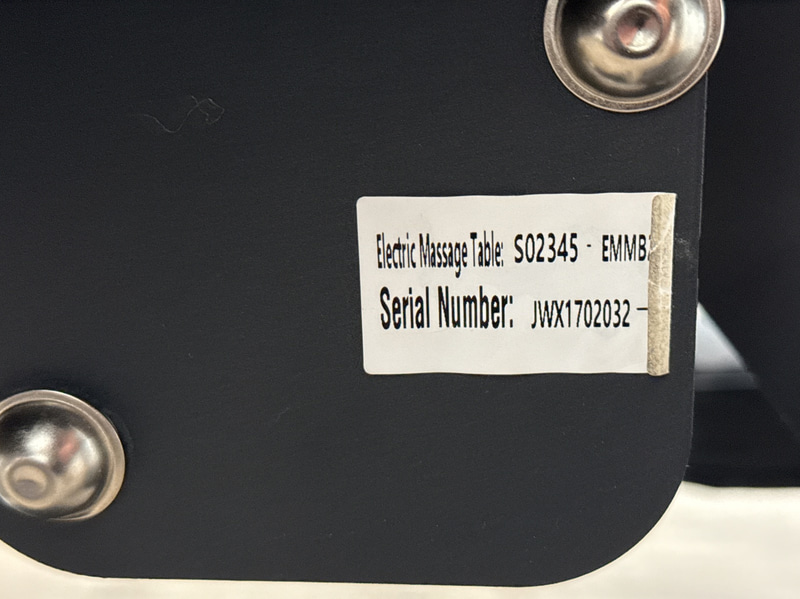 Electric Massage Table: S02345 - EMMB
Serial Number: JWX1702032 -